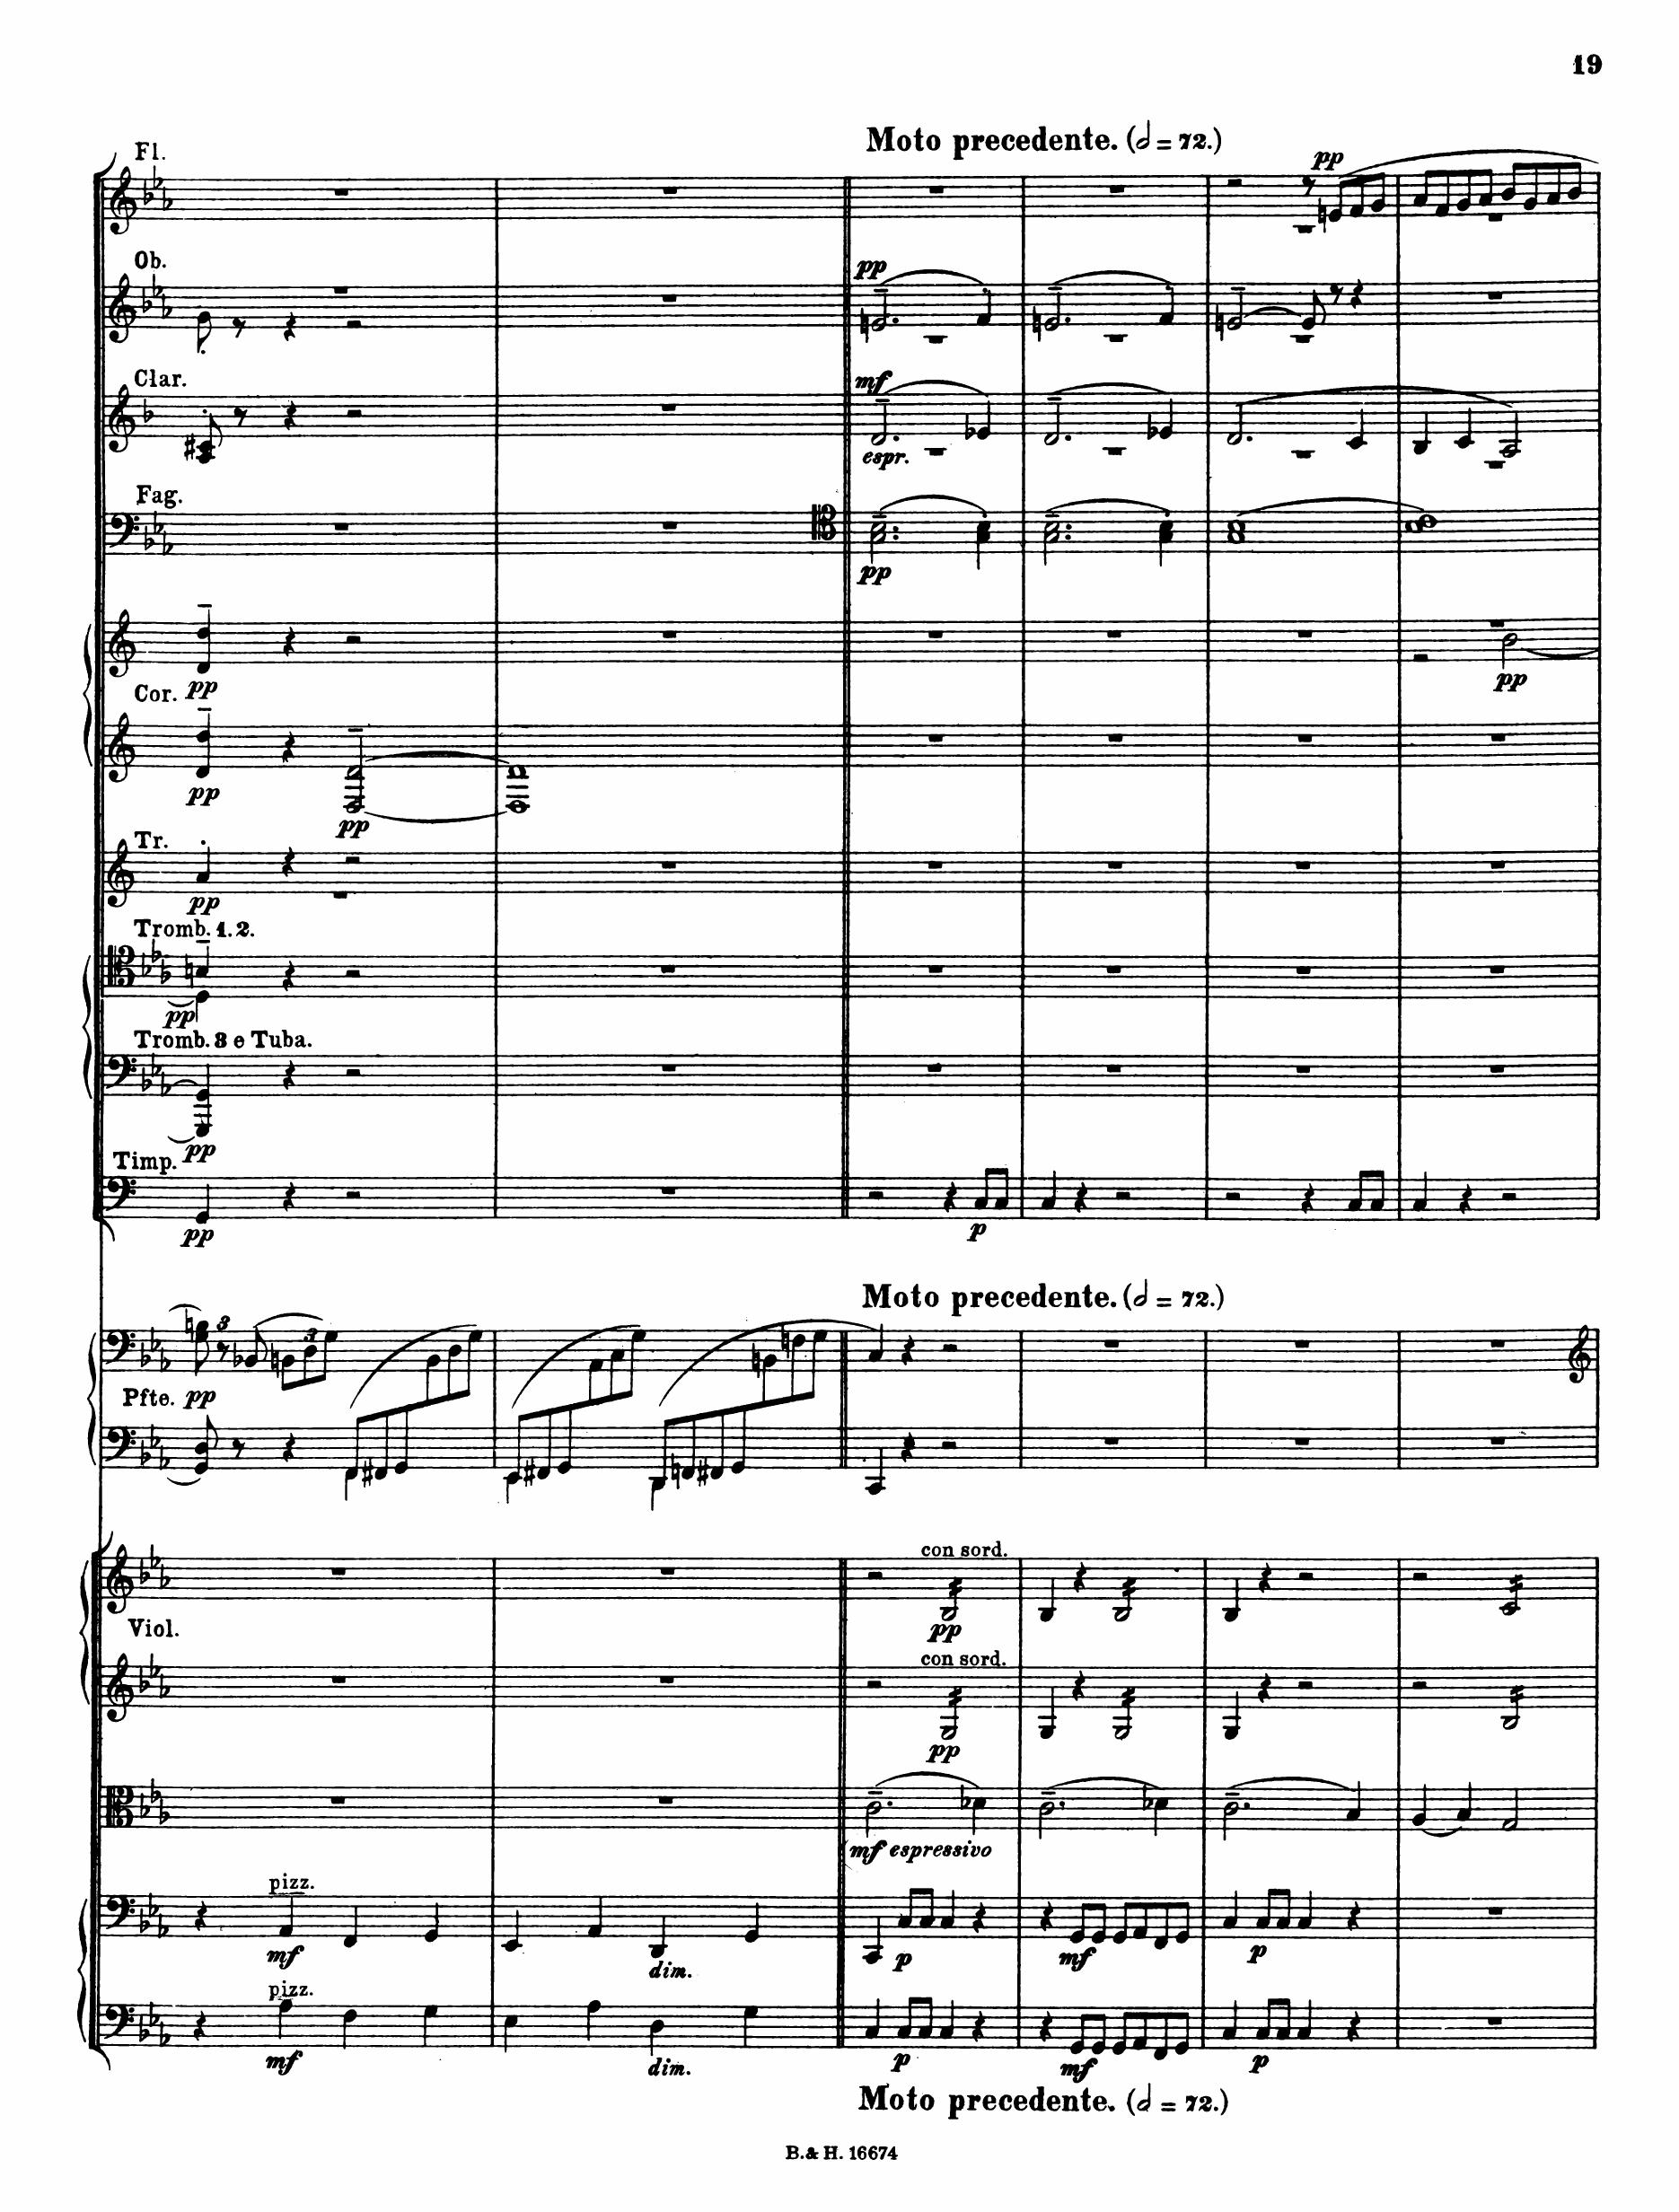 19
Moto precedente. (𝅗𝅥 = 72.)
Fl.
pp
Ob.
pp
Clar.
mf
espr.
Fag.
pp
pp
pp
Cor.
pp
pp
Tr.
pp
Tromb. 1. 2.
pp
Tromb. 3 e Tuba.
pp
Timp.
pp
p
Moto precedente. (𝅗𝅥 = 72.)
3
3
Pfte. pp
con sord.
Viol.
pp
con sord.
pp
mf espressivo
pizz.
mf
dim.
p
mf
p
pizz.
mf
dim.
p
mf
p
Moto precedente. (𝅗𝅥 = 72.)
B. & H. 16674